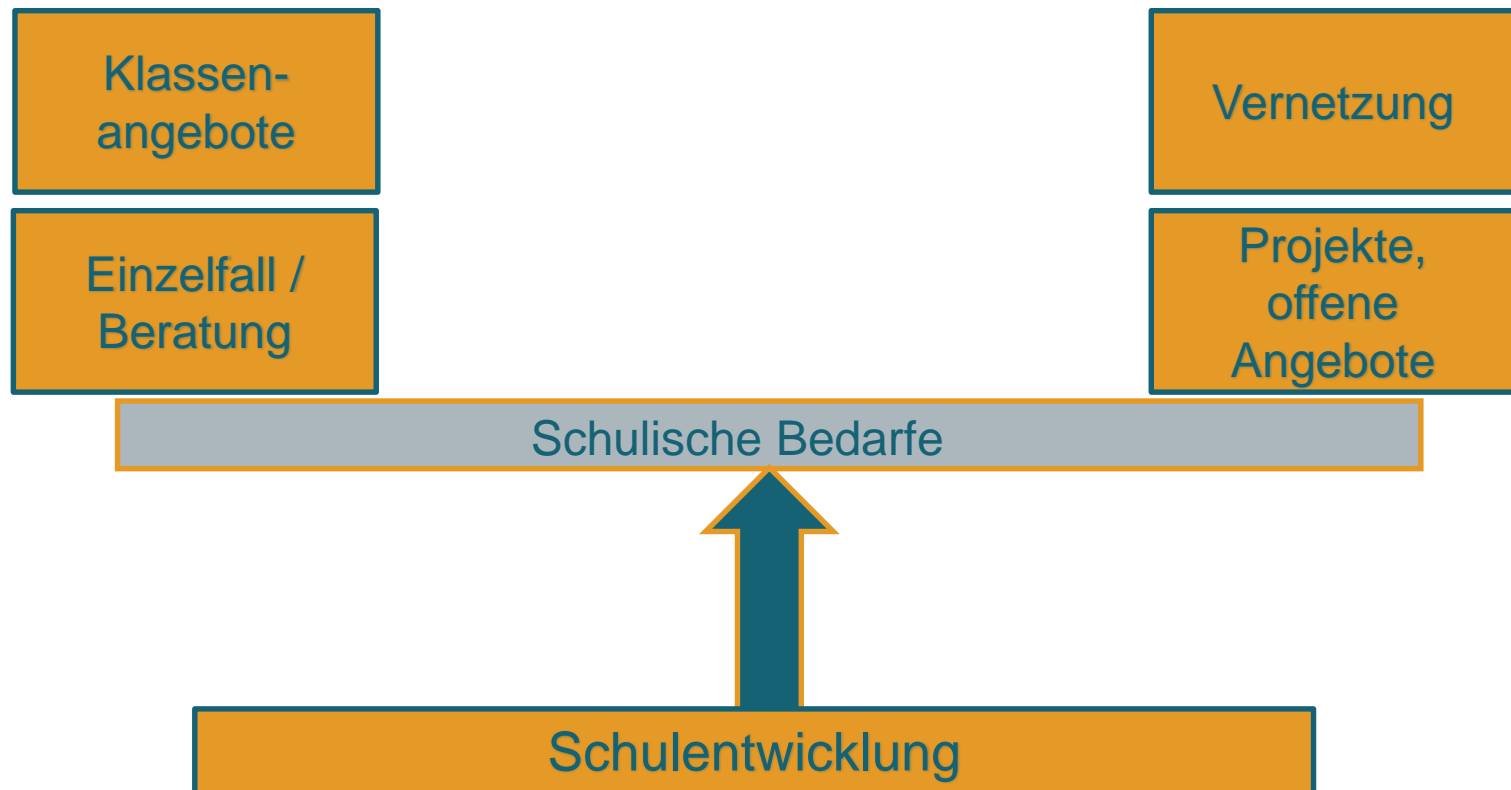 Klassen-
angebote
Vernetzung
Einzelfall /
Beratung
Projekte,
offene
Angebote
Schulische Bedarfe
Schulentwicklung